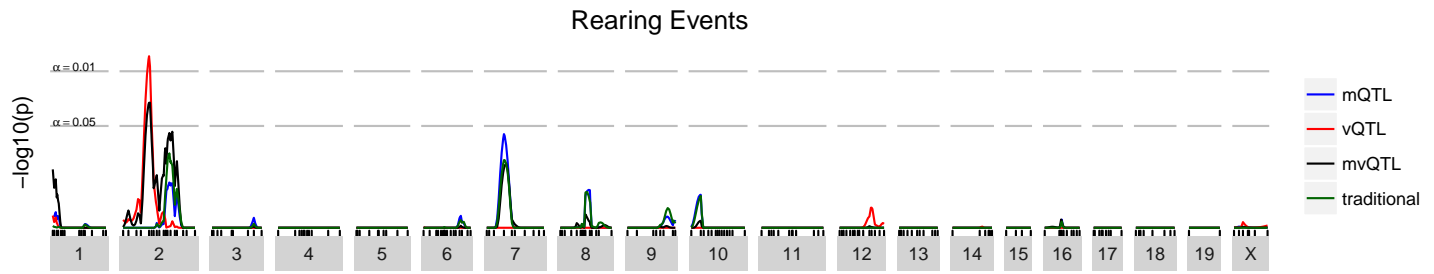 Rearing Events
−log10(p)
α = 0.01
α = 0.05
mQTL
vQTL
mvQTL
traditional
1 2 3 4 5 6 7 8 9 10 11 12 13 14 15 16 17 18 19 X